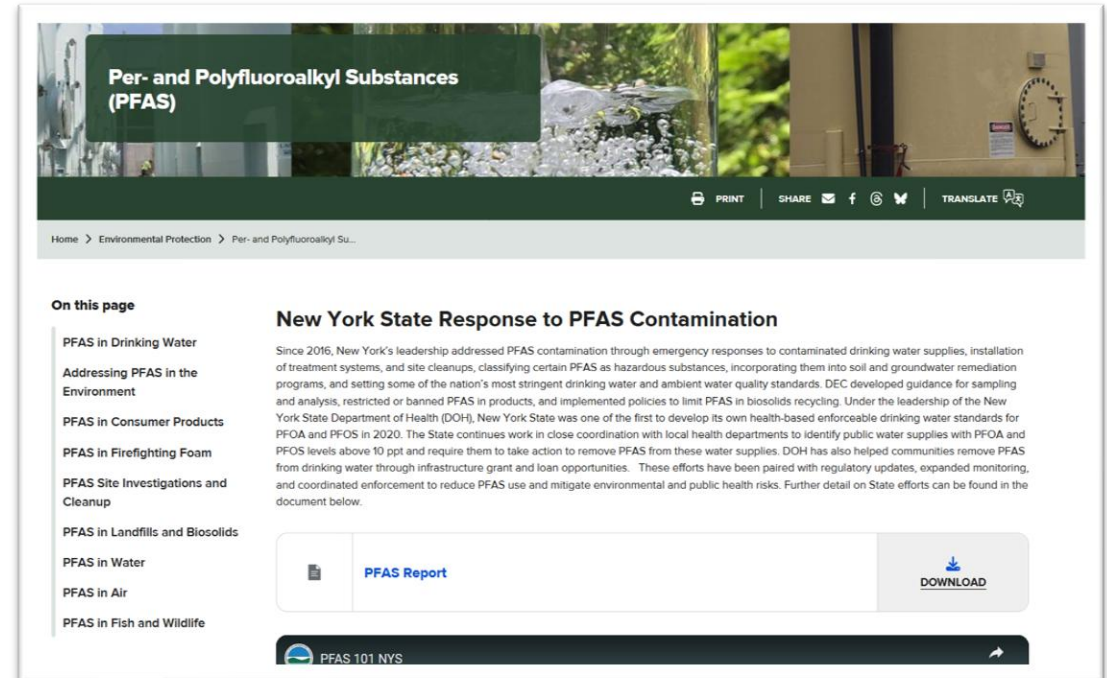 Per- and Polyfluoroalkyl Substances
(PFAS)
PRINT
SHARE
TRANSLATE
Home > Environmental Protection > Per- and Polyfluoroalkyl Su...
On this page
PFAS in Drinking Water
Addressing PFAS in the
Environment
PFAS in Consumer Products
PFAS in Firefighting Foam
PFAS Site Investigations and
Cleanup
PFAS in Landfills and Biosolids
PFAS in Water
PFAS in Air
PFAS in Fish and Wildlife
New York State Response to PFAS Contamination
Since 2016, New York's leadership addressed PFAS contamination through emergency responses to contaminated drinking water supplies, installation
of treatment systems, and site cleanups, classifying certain PFAS as hazardous substances, incorporating them into soil and groundwater remediation
programs, and setting some of the nation's most stringent drinking water and ambient water quality standards. DEC developed guidance for sampling
and analysis, restricted or banned PFAS in products, and implemented policies to limit PFAS in biosolids recycling. Under the leadership of the New
York State Department of Health (DOH), New York State was one of the first to develop its own health-based enforceable drinking water standards for
PFOA and PFOS in 2020. The State continues work in close coordination with local health departments to identify public water supplies with PFOA and
PFOS levels above 10 ppt and require them to take action to remove PFAS from these water supplies. DOH has also helped communities remove PFAS
from drinking water through infrastructure grant and loan opportunities. These efforts have been paired with regulatory updates, expanded monitoring,
and coordinated enforcement to reduce PFAS use and mitigate environmental and public health risks. Further detail on State efforts can be found in the
document below.
PFAS Report
DOWNLOAD
PFAS 101 NYS